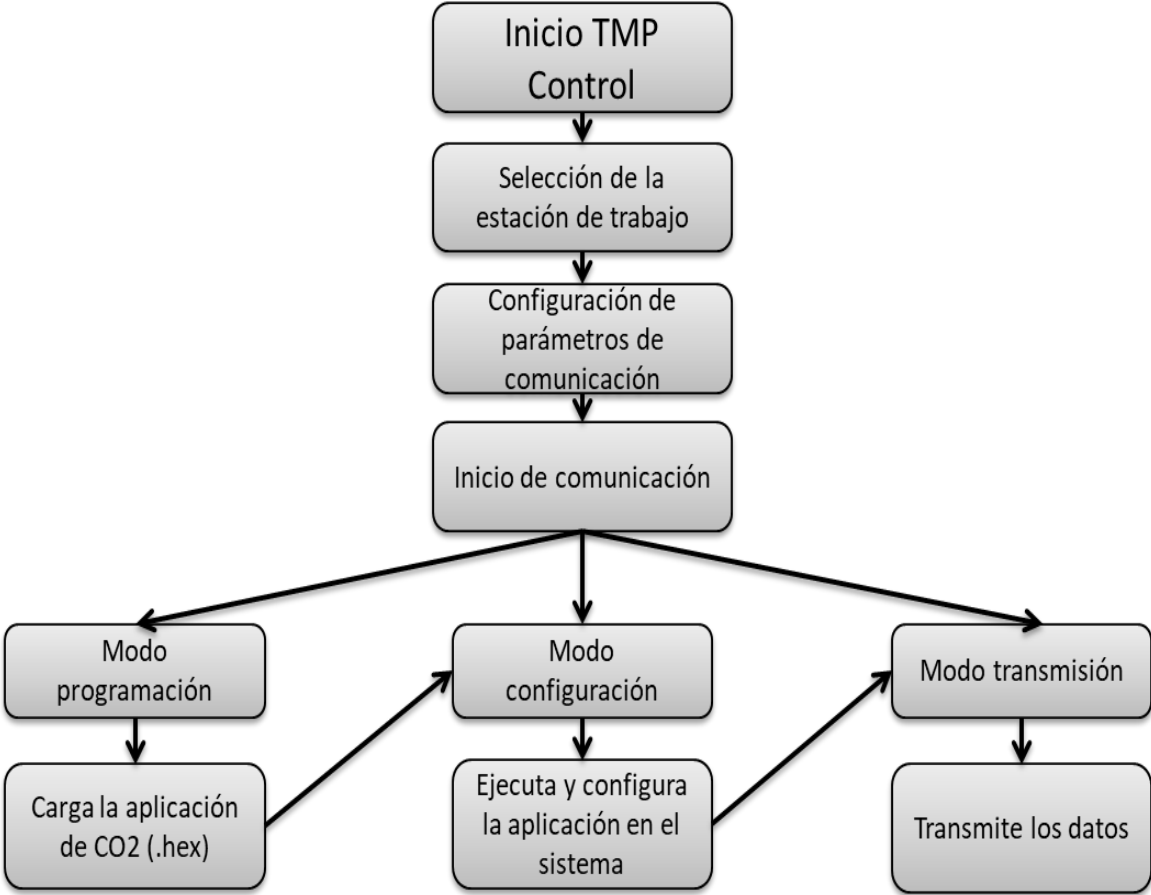 Inicio TMP
Control
Selección de la
estación de trabajo
Configuración de
parámetros de
comunicación
Inicio de comunicación
Modo
programación
Modo
configuración
Modo transmisión
Carga la aplicación
de CO2 (.hex)
Ejecuta y configura
la aplicación en el
sistema
Transmite los datos